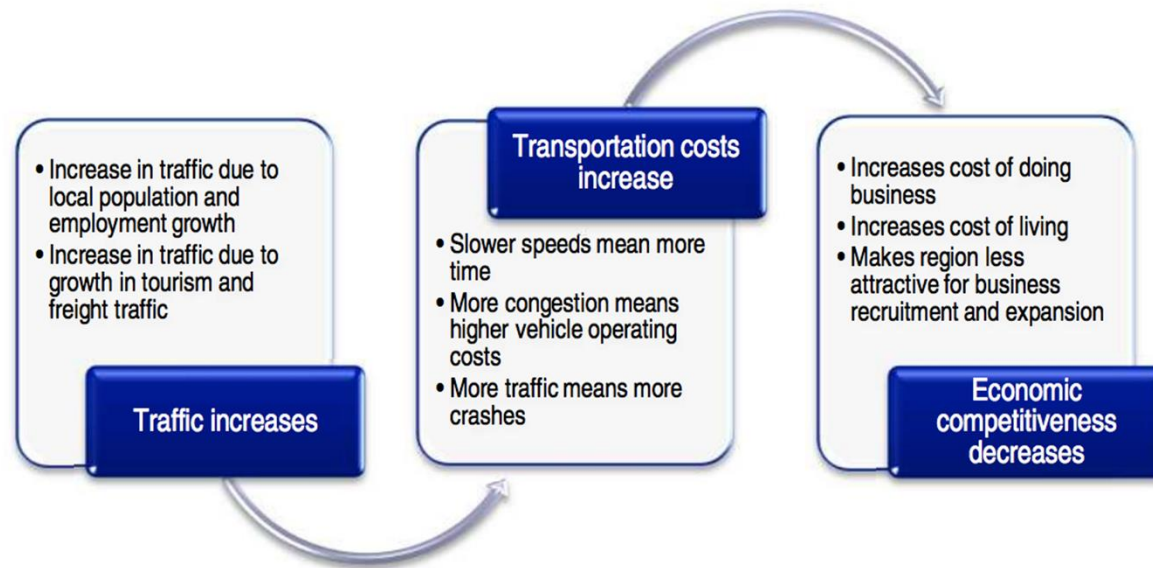 • Increase in traffic due to
local population and
employment growth
• Increase in traffic due to
growth in tourism and
freight traffic
Traffic increases
Transportation costs
increase
• Slower speeds mean more
time
• More congestion means
higher vehicle operating
costs
• More traffic means more
crashes
• Increases cost of doing
business
• Increases cost of living
• Makes region less
attractive for business
recruitment and expansion
Economic
competitiveness
decreases